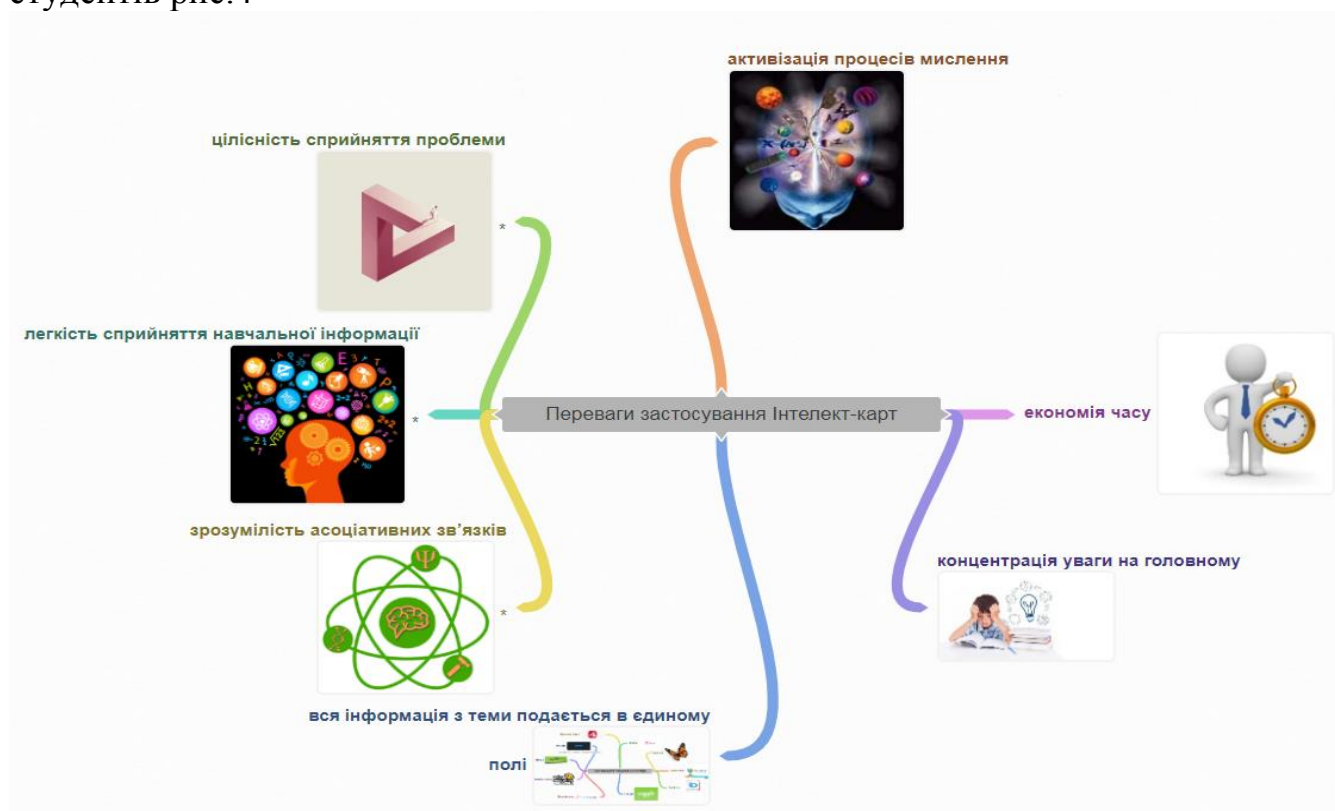 студентів рис.4
активізація процесів мислення
цілісність сприйняття проблеми
*
легкість сприйняття навчальної інформації
*
Переваги застосування Інтелект-карт
економія часу
зрозумілість асоціативних зв’язків
*
концентрація уваги на головному
вся інформація з теми подається в єдиному
полі